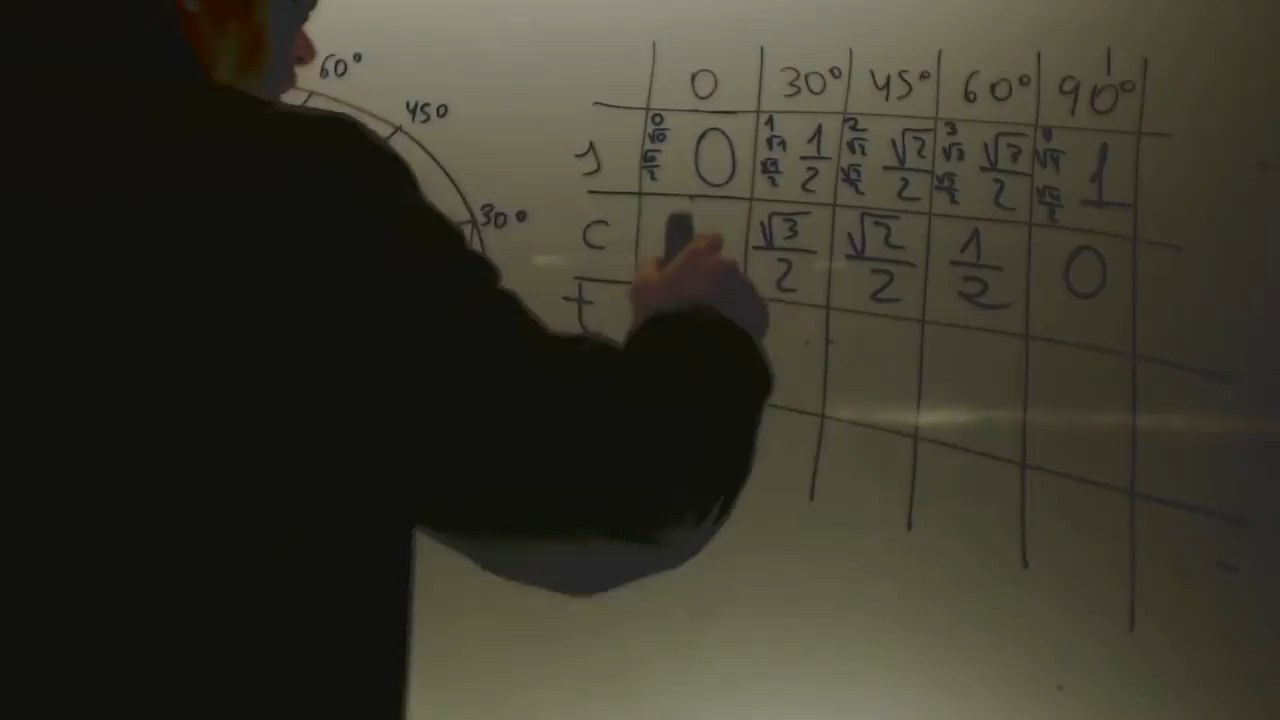 60°
45°
30°
0 30° 45° 60° 90°
s 0 1/2 √2/2 √3/2 1
c √3/2 √2/2 1/2 0
t